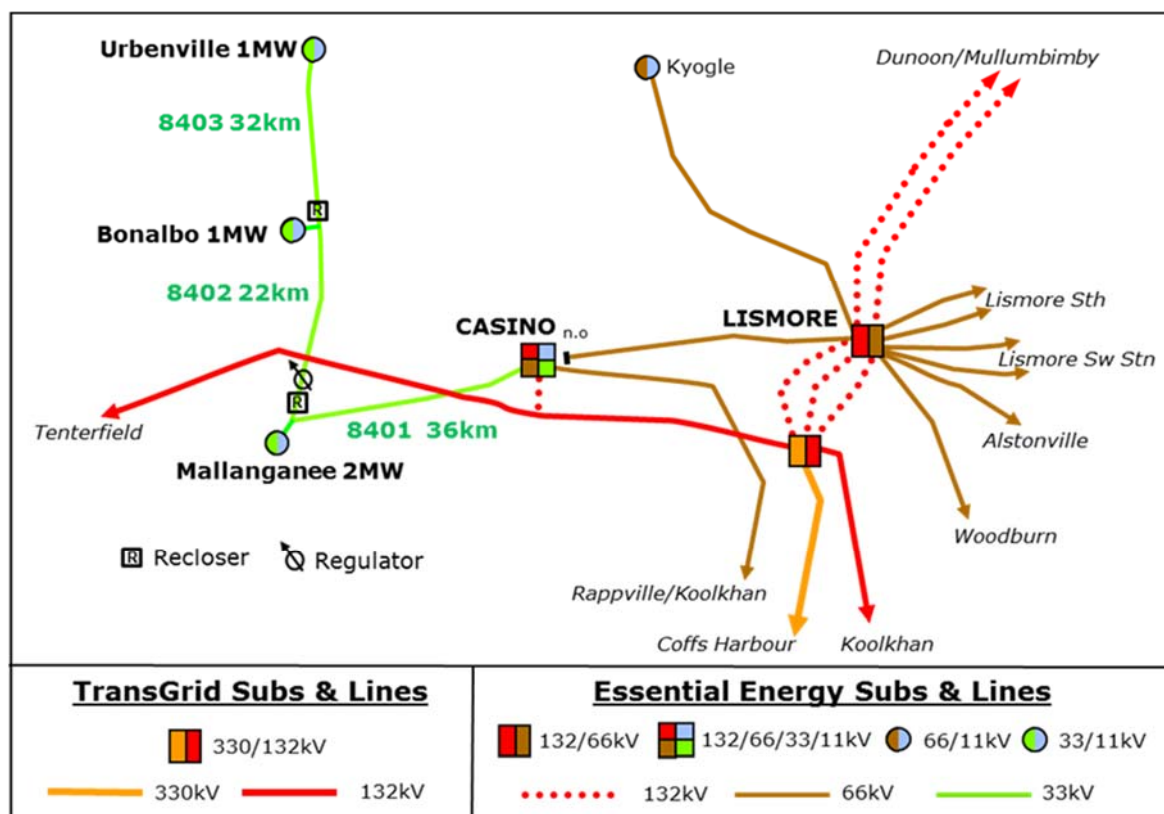 Urbenville 1MW
Kyogle
Dunoon/Mullumbimby
8403 32km
R
Bonalbo 1MW
8402 22km
CASINO n.o
LISMORE
Lismore Sth
Lismore Sw Stn
R
Tenterfield
8401 36km
Alstonville
Mallanganee 2MW
Woodburn
R Recloser
Regulator
Rappville/Koolkhan
Coffs Harbour
Koolkhan
TransGrid Subs & Lines
330/132kV
330kV
132kV
Essential Energy Subs & Lines
132/66kV
132/66/33/11kV
66/11kV
33/11kV
132kV
66kV
33kV